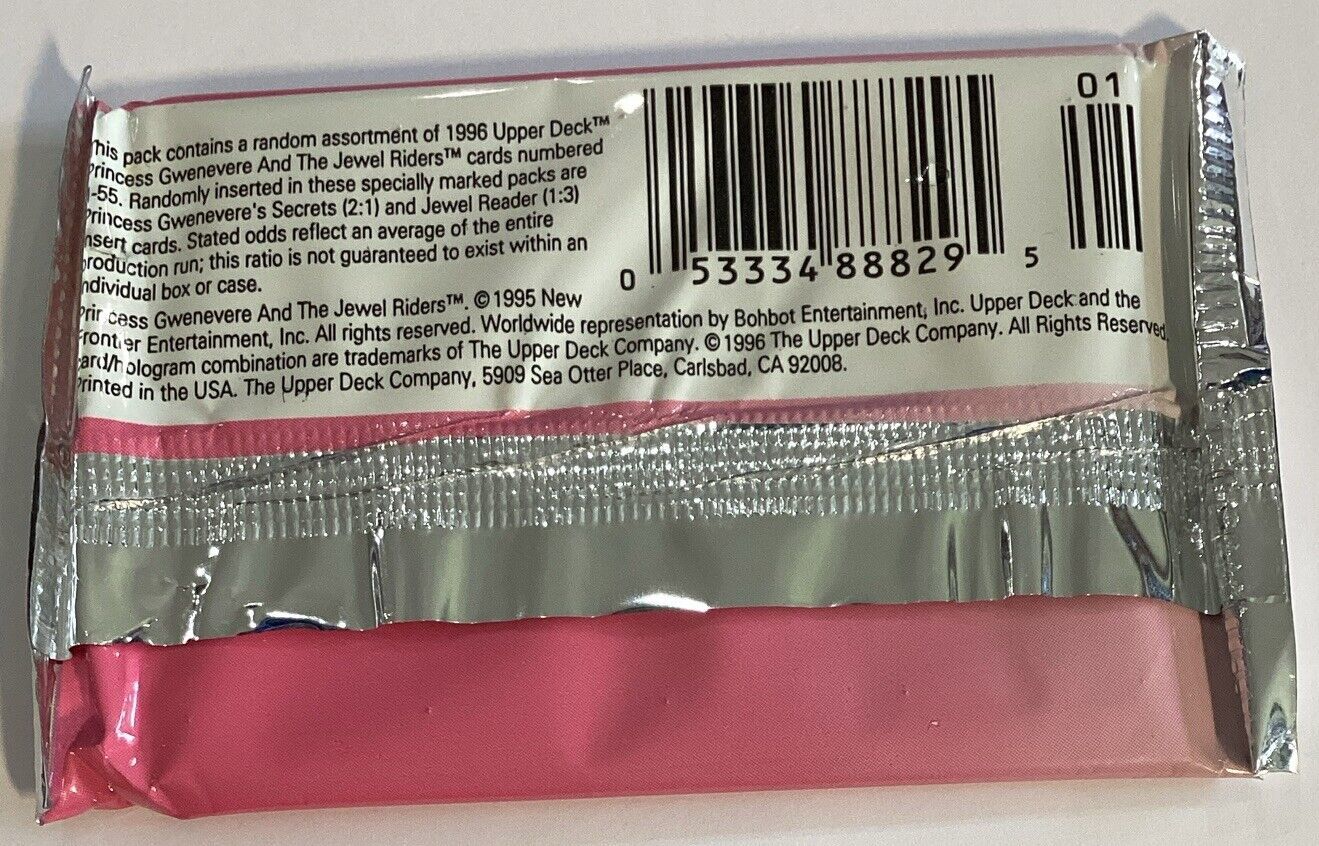 his pack contains a random assortment of 1996 Upper Deck™
Princess Gwenevere And The Jewel Riders™ cards numbered
1-55. Randomly inserted in these specially marked packs are
Princess Gwenevere's Secrets (2:1) and Jewel Reader (1:3)
nsert cards. Stated odds reflect an average of the entire
production run; this ratio is not guaranteed to exist within an
ndividual box or case.
Prir cess Gwenevere And The Jewel Riders™. ©1995 New
Frontier Entertainment, Inc. All rights reserved. Worldwide representation by Bohbot Entertainment, Inc. Upper Deck and the
card/hologram combination are trademarks of The Upper Deck Company. ©1996 The Upper Deck Company. All Rights Reserved.
Printed in the USA. The Upper Deck Company, 5909 Sea Otter Place, Carlsbad, CA 92008.
01
0 53334 88829 5